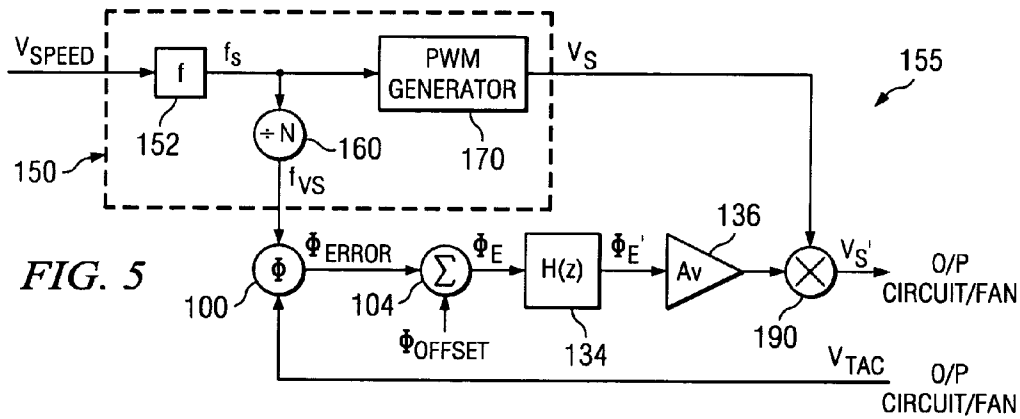 V_SPEED
f
152
f_S
PWM
GENERATOR
170
V_S
155
÷ N
160
150
f_VS
FIG. 5
Φ
100
Φ_ERROR
Σ
104
Φ_OFFSET
Φ_E
H(z)
134
Φ_E'
Av
136
190
V_S'
O/P
CIRCUIT/FAN
V_TAC
O/P
CIRCUIT/FAN